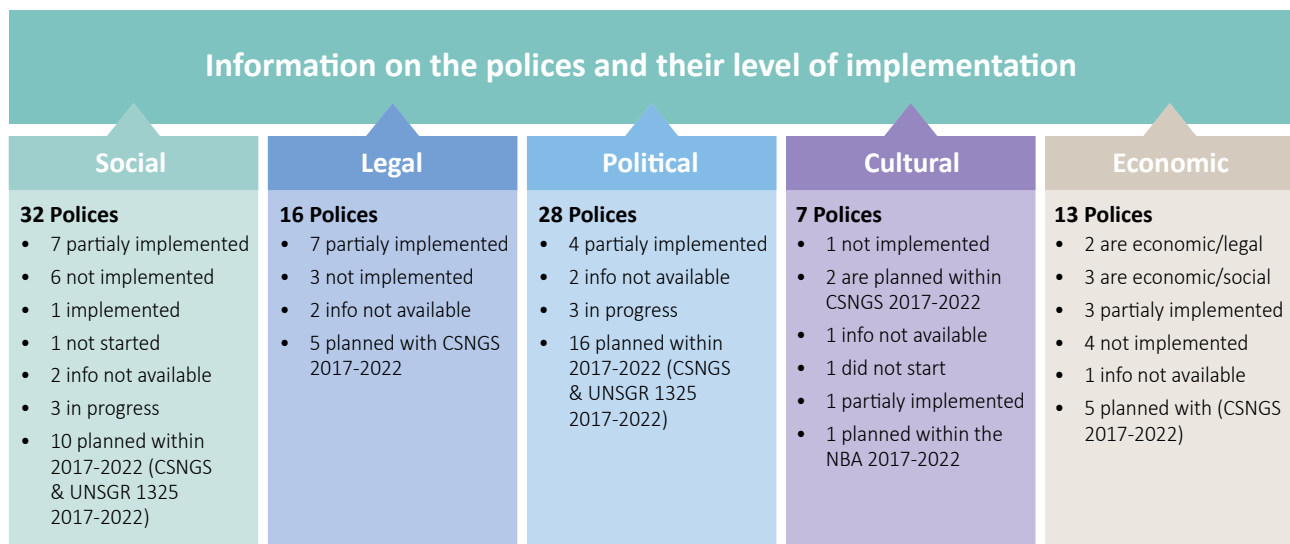 Information on the polices and their level of implementation
Social
32 Polices
• 7 partialy implemented
• 6 not implemented
• 1 implemented
• 1 not started
• 2 info not available
• 3 in progress
• 10 planned within
2017-2022 (CSNGS
& UNSGR 1325
2017-2022)
Legal
16 Polices
• 7 partialy implemented
• 3 not implemented
• 2 info not available
• 5 planned with CSNGS
2017-2022
Political
28 Polices
• 4 partialy implemented
• 2 info not available
• 3 in progress
• 16 planned within
2017-2022 (CSNGS
& UNSGR 1325
2017-2022)
Cultural
7 Polices
• 1 not implemented
• 2 are planned within
CSNGS 2017-2022
• 1 info not available
• 1 did not start
• 1 partialy implemented
• 1 planned within the
NBA 2017-2022
Economic
13 Polices
• 2 are economic/legal
• 3 are economic/social
• 3 partialy implemented
• 4 not implemented
• 1 info not available
• 5 planned with (CSNGS
2017-2022)